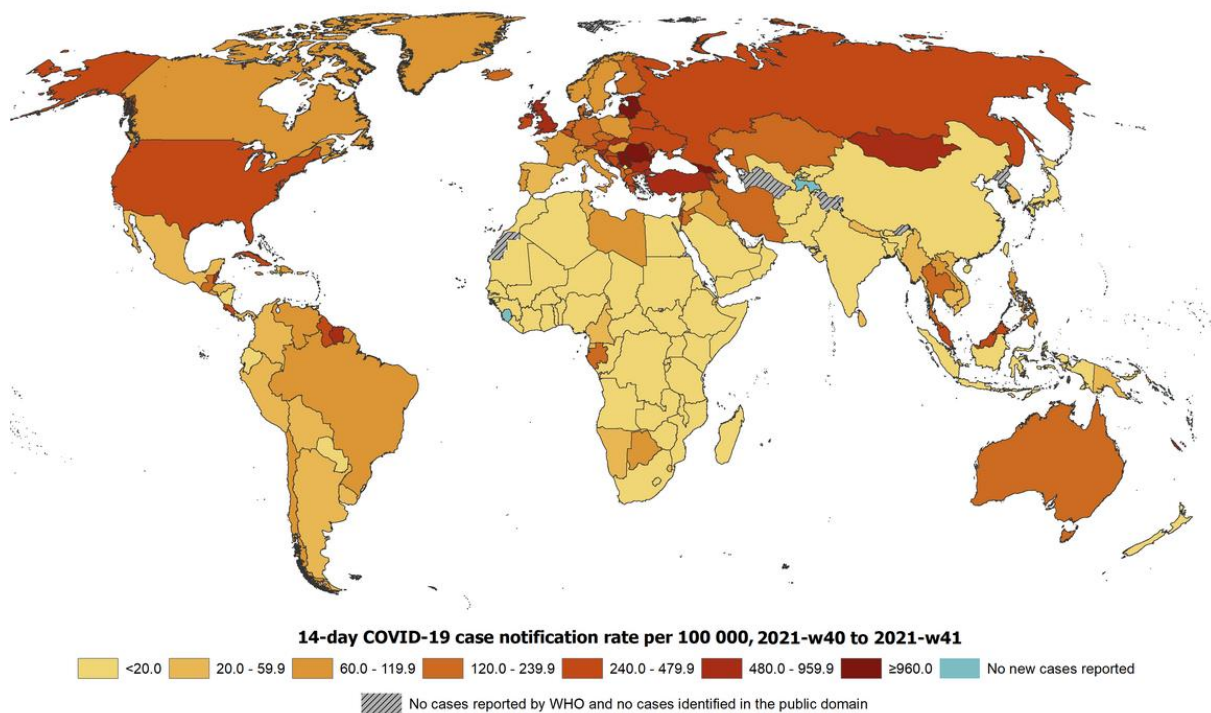 14-day COVID-19 case notification rate per 100 000, 2021-w40 to 2021-w41
<20.0 20.0 - 59.9 60.0 - 119.9 120.0 - 239.9 240.0 - 479.9 480.0 - 959.9 ≥960.0 No new cases reported
No cases reported by WHO and no cases identified in the public domain